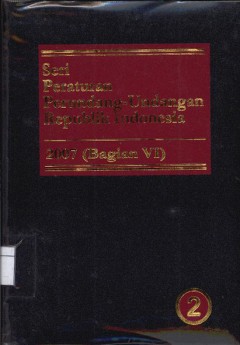 Seri
Peraturan
Perundang-Undangan
Republik Indonesia
2007 (Bagian VI)
2